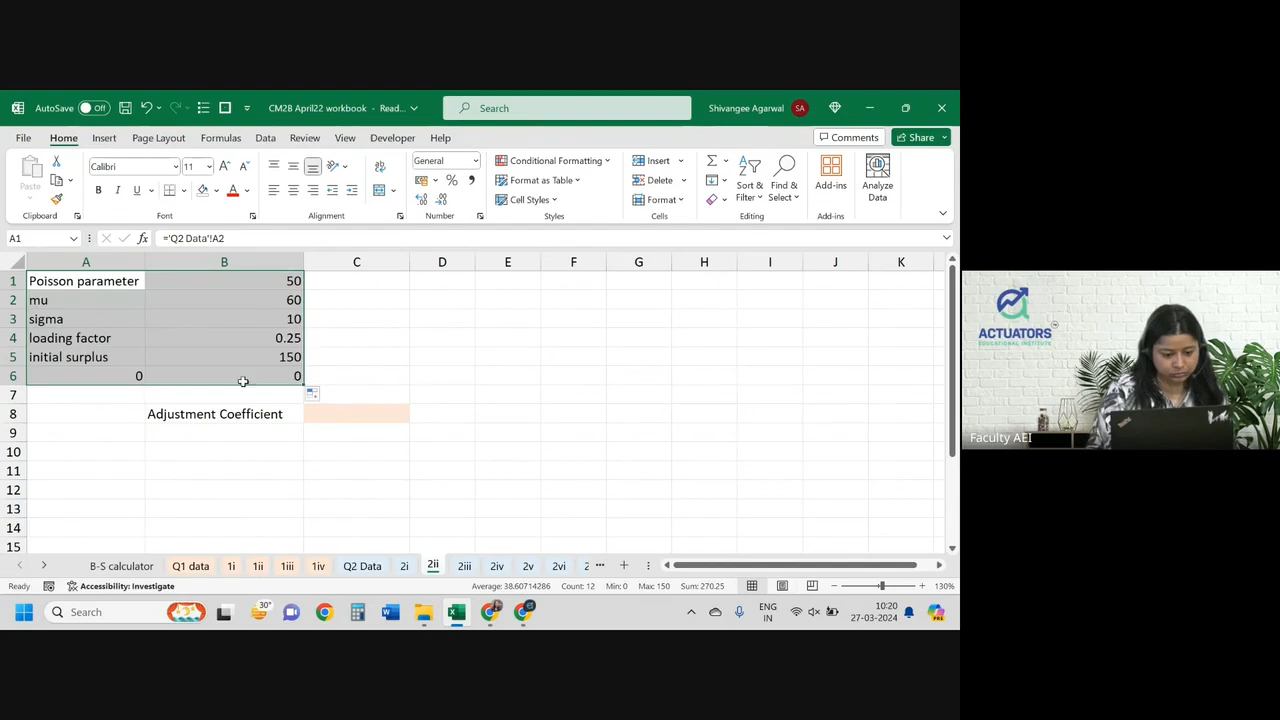 AutoSave Off CM2B April22 workbook - Read... Search Shivangee Agarwal SA
File Home Insert Page Layout Formulas Data Review View Developer Help Comments Share
Calibri 11 General Conditional Formatting Insert
Paste B I U Format as Table Delete Sort & Filter Find & Select Add-ins Analyze Data
Cell Styles Format
Clipboard Font Alignment Number Styles Cells Editing Add-ins
A1 fx ='Q2 Data'!A2
A B C D E F G H I J K
1 Poisson parameter 50
2 mu 60
3 sigma 10
4 loading factor 0.25
5 initial surplus 150
6 0 0
7
8 Adjustment Coefficient
9
10
11
12
13
14
15
B-S calculator Q1 data 1i 1ii 1iii 1iv Q2 Data 2i 2ii 2iii 2iv 2v 2vi 2 ...
Ready Accessibility: Investigate Average: 38.60714286 Count: 12 Min: 0 Max: 150 Sum: 270.25 130%
Search 30° ENG IN 10:20 27-03-2024
ACTUATORS
EDUCATIONAL INSTITUTE
Faculty AEI